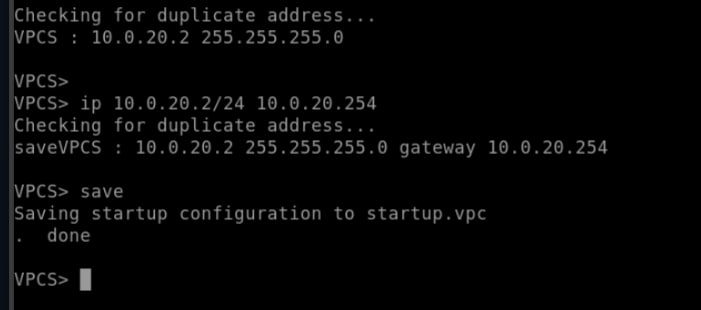 Checking for duplicate address...
VPCS : 10.0.20.2 255.255.255.0
VPCS>
VPCS> ip 10.0.20.2/24 10.0.20.254
Checking for duplicate address...
saveVPCS : 10.0.20.2 255.255.255.0 gateway 10.0.20.254
VPCS> save
Saving startup configuration to startup.vpc
.  done
VPCS>